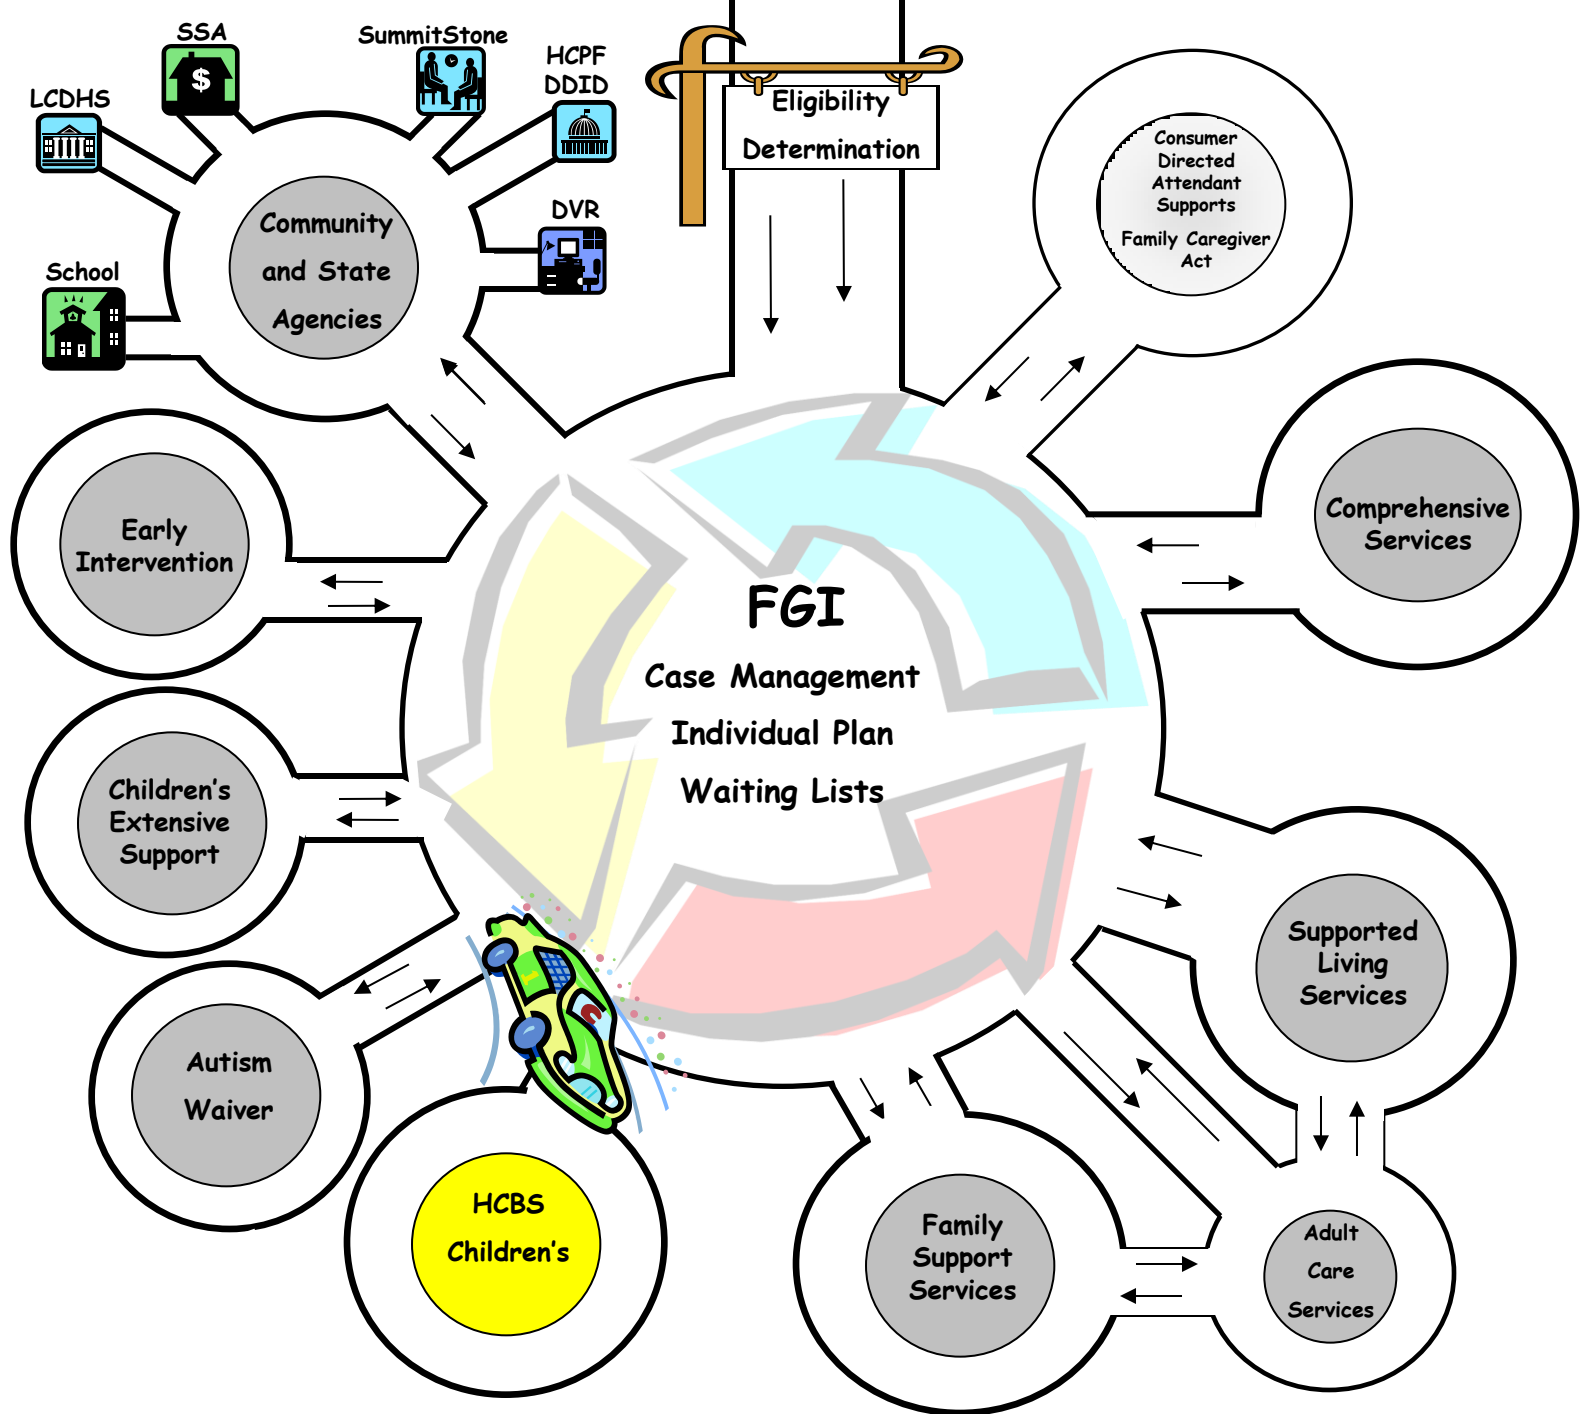 SSA
SummitStone
HCPF
DDID
LCDHS
Eligibility
Determination
Consumer
Directed
Attendant
Supports
Family Caregiver
Act
Community
and State
Agencies
DVR
School
Early
Intervention
Comprehensive
Services
FGI
Case Management
Individual Plan
Waiting Lists
Children's
Extensive
Support
Supported
Living
Services
Autism
Waiver
HCBS
Children's
Family
Support
Services
Adult
Care
Services
1
$